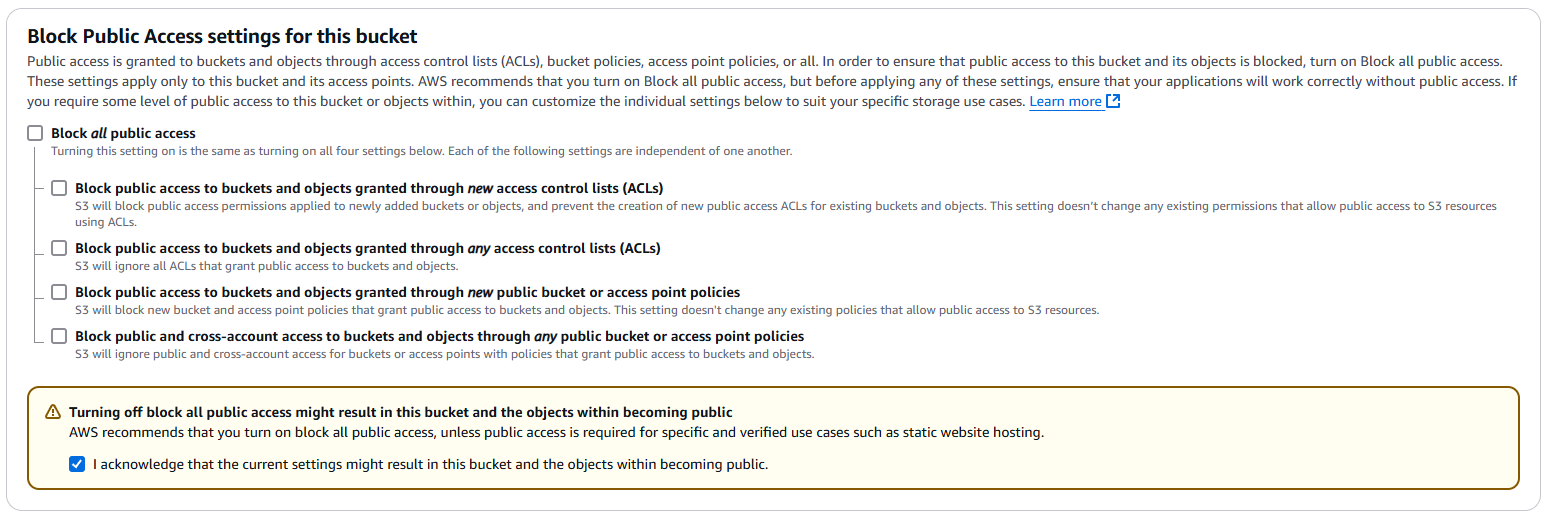 Block Public Access settings for this bucket
Public access is granted to buckets and objects through access control lists (ACLs), bucket policies, access point policies, or all. In order to ensure that public access to this bucket and its objects is blocked, turn on Block all public access.
These settings apply only to this bucket and its access points. AWS recommends that you turn on Block all public access, but before applying any of these settings, ensure that your applications will work correctly without public access. If
you require some level of public access to this bucket or objects within, you can customize the individual settings below to suit your specific storage use cases. Learn more
Block all public access
Turning this setting on is the same as turning on all four settings below. Each of the following settings are independent of one another.
Block public access to buckets and objects granted through new access control lists (ACLs)
S3 will block public access permissions applied to newly added buckets or objects, and prevent the creation of new public access ACLs for existing buckets and objects. This setting doesn’t change any existing permissions that allow public access to S3 resources
using ACLs.
Block public access to buckets and objects granted through any access control lists (ACLs)
S3 will ignore all ACLs that grant public access to buckets and objects.
Block public access to buckets and objects granted through new public bucket or access point policies
S3 will block new bucket and access point policies that grant public access to buckets and objects. This setting doesn't change any existing policies that allow public access to S3 resources.
Block public and cross-account access to buckets and objects through any public bucket or access point policies
S3 will ignore public and cross-account access for buckets or access points with policies that grant public access to buckets and objects.
Turning off block all public access might result in this bucket and the objects within becoming public
AWS recommends that you turn on block all public access, unless public access is required for specific and verified use cases such as static website hosting.
I acknowledge that the current settings might result in this bucket and the objects within becoming public.